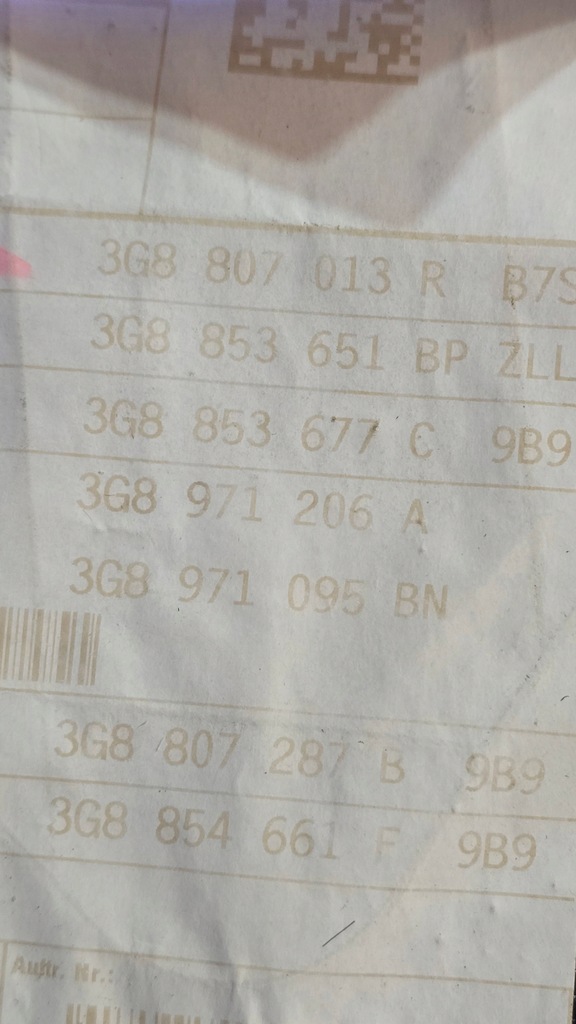 3G8 807 013 R B7S
3G8 853 651 BP ZLL
3G8 853 677 C 9B9
3G8 971 206 A
3G8 971 095 BN
3G8 807 287 B 9B9
3G8 854 661 F 9B9
Auftr. Nr.: